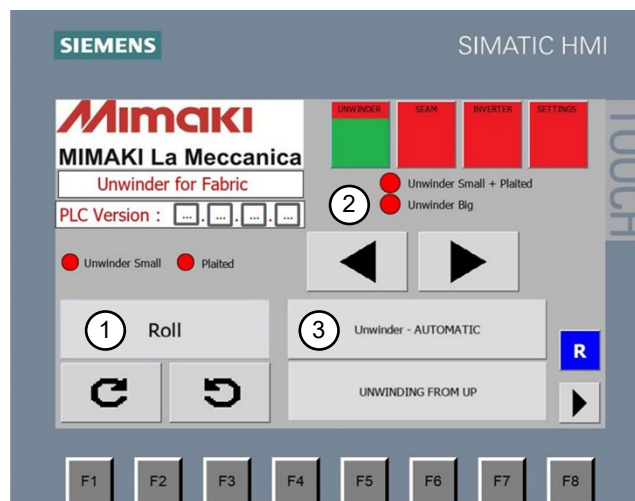 SIEMENS
SIMATIC HMI
TOUCH
Mimaki
MIMAKI La Meccanica
Unwinder for Fabric
PLC Version : ... . ... . ... . ...
UNWINDER
SEAM
INVERTER
SETTINGS
2
Unwinder Small + Plaited
Unwinder Big
Unwinder Small
Plaited
1
Roll
3
Unwinder - AUTOMATIC
R
UNWINDING FROM UP
F1
F2
F3
F4
F5
F6
F7
F8